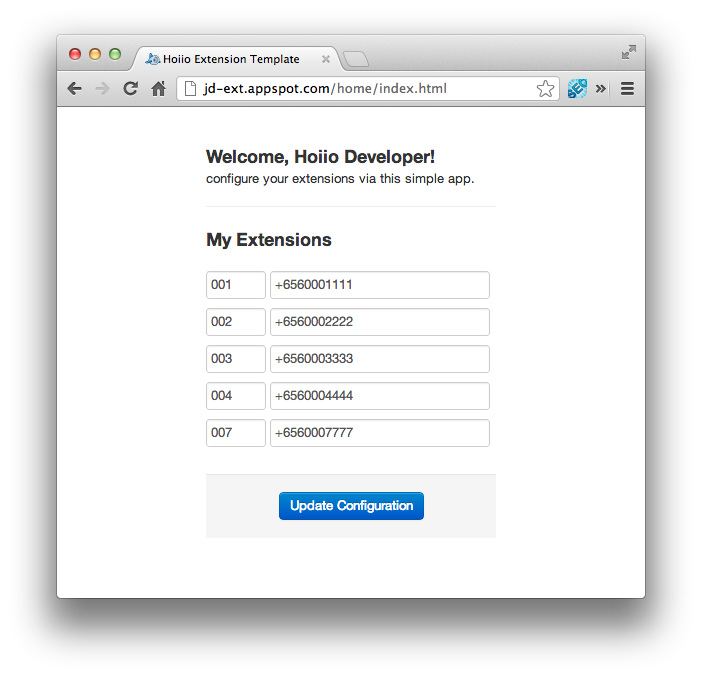 Hoiio Extension Template
jd-ext.appspot.com/home/index.html
Welcome, Hoiio Developer!
configure your extensions via this simple app.
My Extensions
001 +6560001111
002 +6560002222
003 +6560003333
004 +6560004444
007 +6560007777
Update Configuration